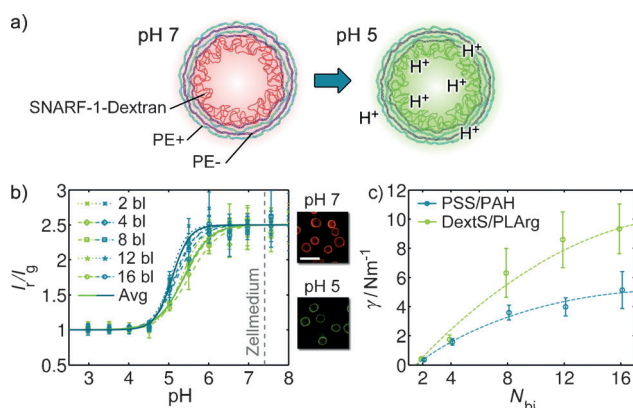 a)
pH 7
pH 5
H⁺
H⁺
H⁺
H⁺
H⁺
H⁺
SNARF-1-Dextran
PE+
PE-
b)
I_r/I_g
3
2.5
2
1.5
1
0.5
2 bl
4 bl
8 bl
12 bl
16 bl
Avg
Zellmedium
3 4 5 6 7 8
pH
pH 7
pH 5
c)
γ/Nm⁻¹
12
10
8
6
4
2
0
PSS/PAH
DextS/PLArg
2 4 8 12 16
N_bi